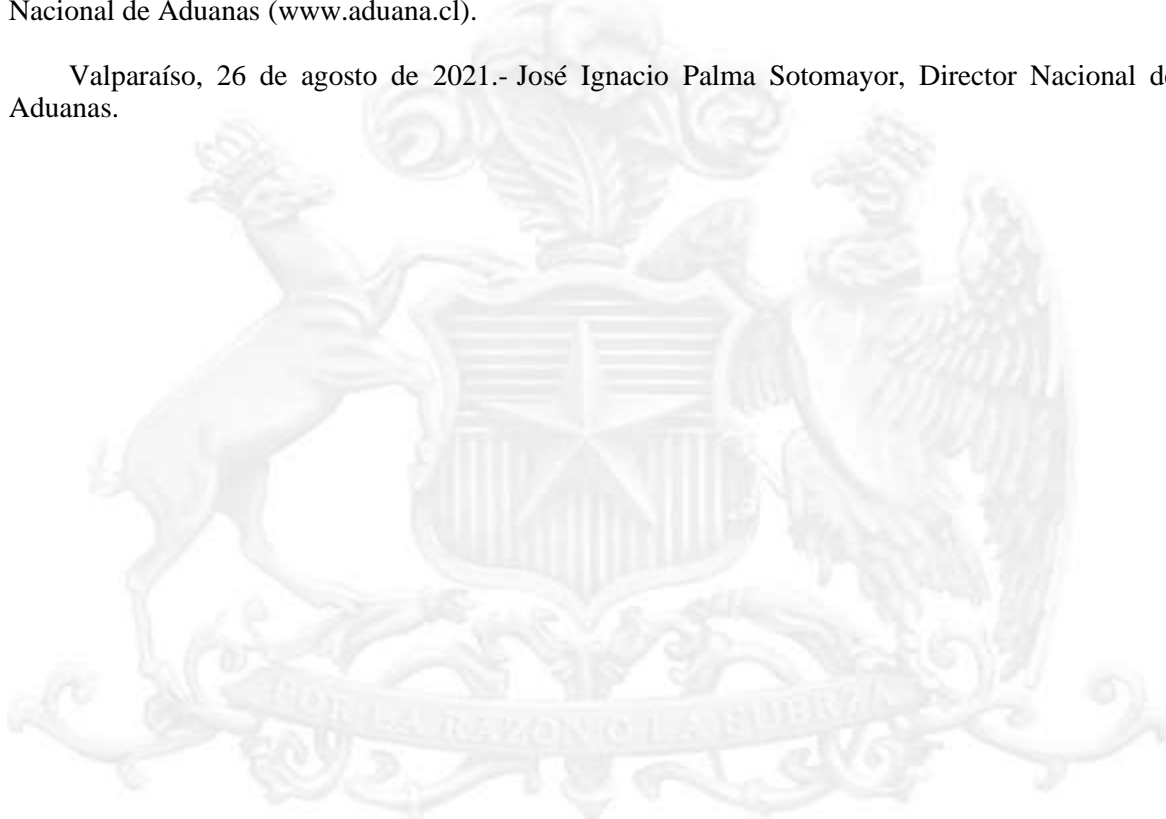 Nacional de Aduanas (www.aduana.cl).
Valparaíso, 26 de agosto de 2021.- José Ignacio Palma Sotomayor, Director Nacional de
Aduanas.
POR LA RAZON O LA FUERZA